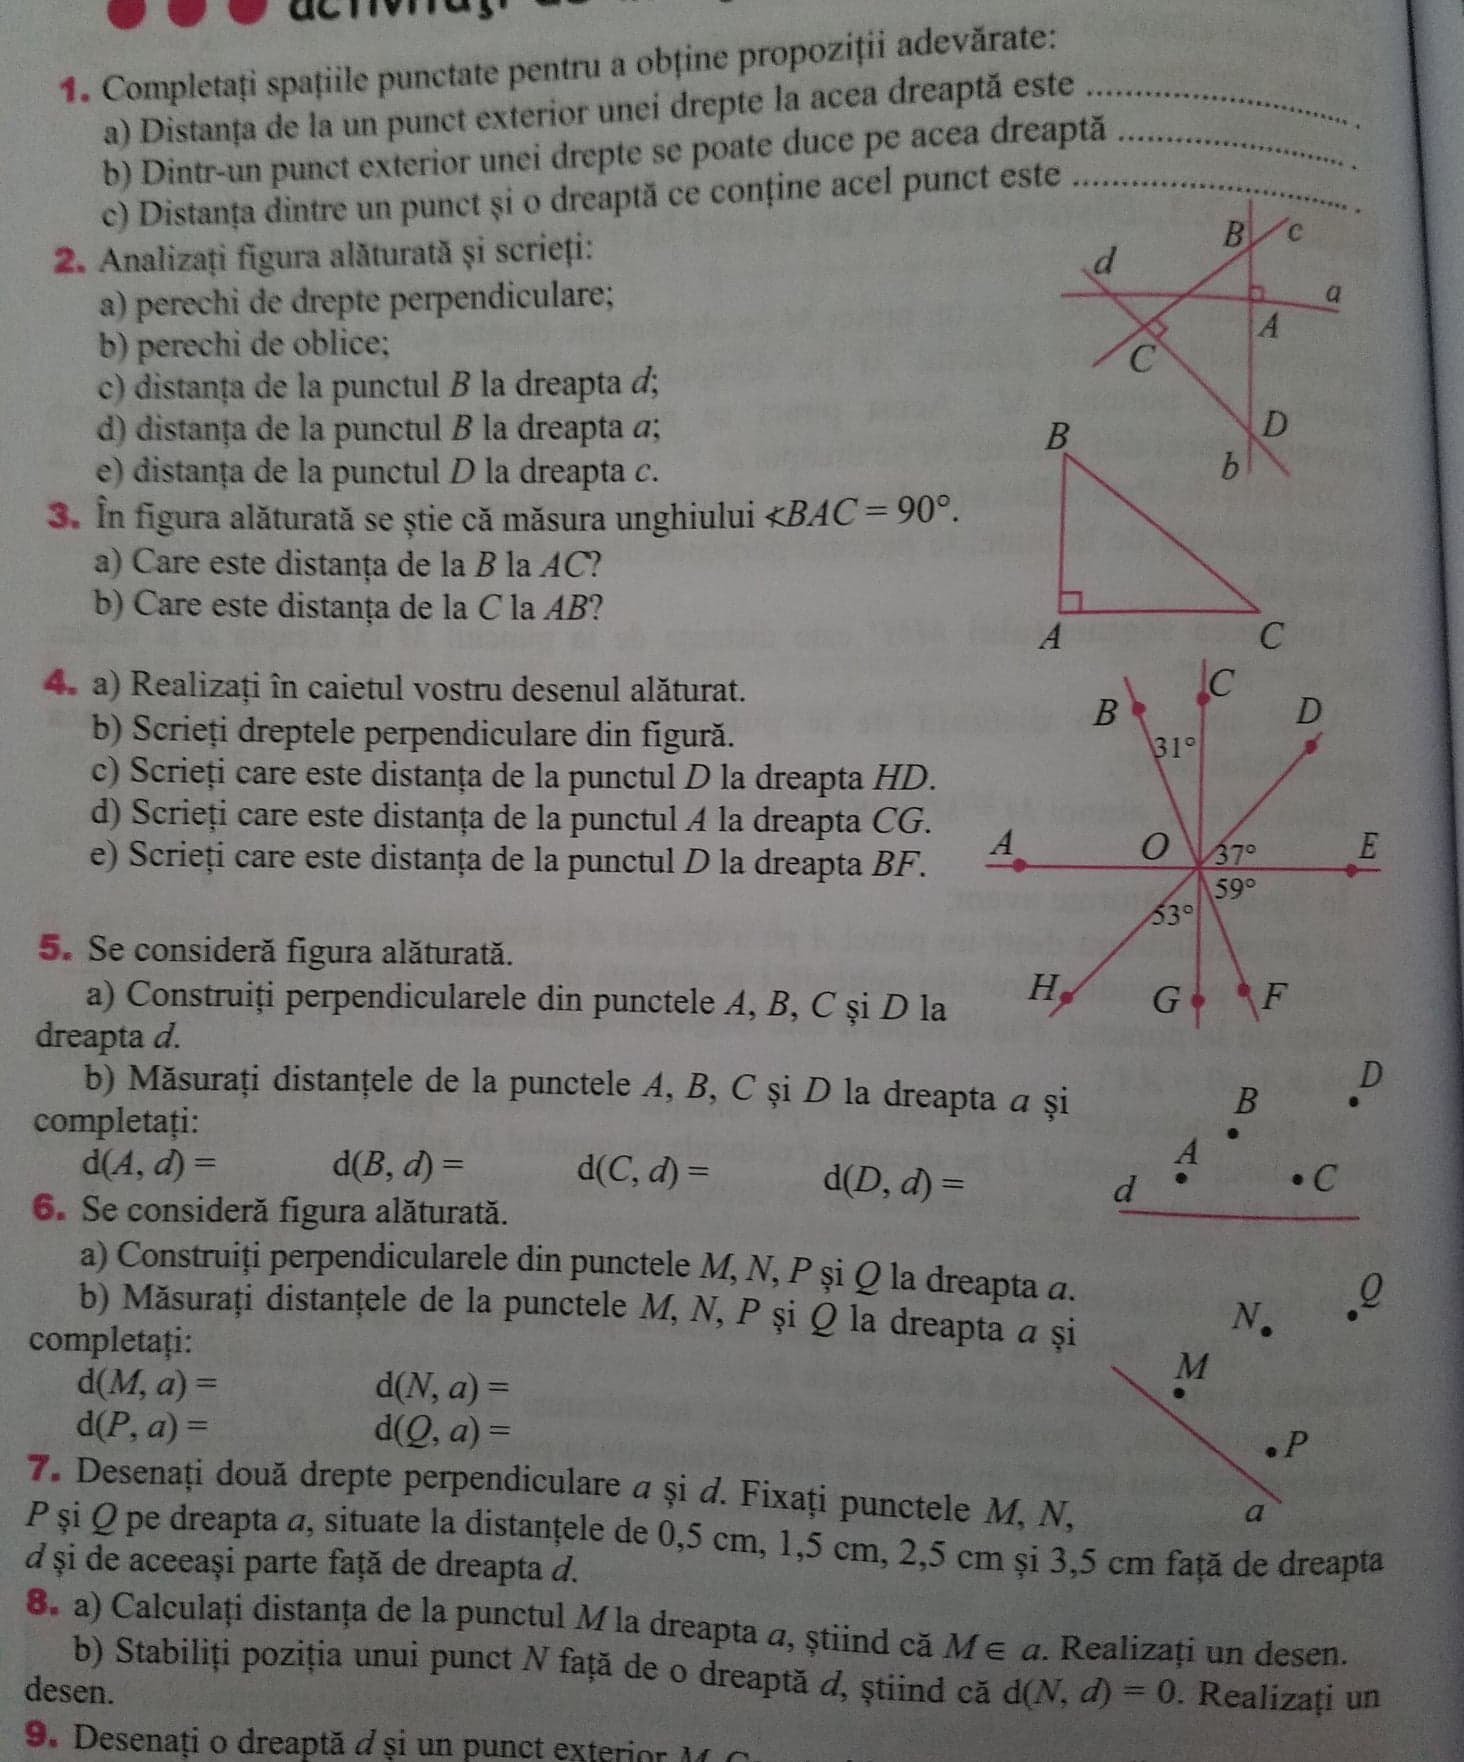 1. Completați spațiile punctate pentru a obține propoziții adevărate:
a) Distanța de la un punct exterior unei drepte la acea dreaptă este ........................ .
b) Dintr-un punct exterior unei drepte se poate duce pe acea dreaptă ........................ .
c) Distanța dintre un punct și o dreaptă ce conține acel punct este ........................ .
2. Analizați figura alăturată și scrieți:
a) perechi de drepte perpendiculare;
b) perechi de oblice;
c) distanța de la punctul B la dreapta d;
d) distanța de la punctul B la dreapta a;
e) distanța de la punctul D la dreapta c.
B c
d
a
A
C
D
b
3. În figura alăturată se știe că măsura unghiului ∢BAC = 90°.
a) Care este distanța de la B la AC?
b) Care este distanța de la C la AB?
B
A C
4. a) Realizați în caietul vostru desenul alăturat.
b) Scrieți dreptele perpendiculare din figură.
c) Scrieți care este distanța de la punctul D la dreapta HD.
d) Scrieți care este distanța de la punctul A la dreapta CG.
e) Scrieți care este distanța de la punctul D la dreapta BF.
C
B D
31°
A O 37° E
59°
53°
H G F
5. Se consideră figura alăturată.
a) Construiți perpendicularele din punctele A, B, C și D la
dreapta d.
b) Măsurați distanțele de la punctele A, B, C și D la dreapta a și
completați:
d(A, d) = d(B, d) = d(C, d) = d(D, d) =
D
B
A
C
d
6. Se consideră figura alăturată.
a) Construiți perpendicularele din punctele M, N, P și Q la dreapta a.
b) Măsurați distanțele de la punctele M, N, P și Q la dreapta a și
completați:
d(M, a) = d(N, a) =
d(P, a) = d(Q, a) =
Q
N
M
P
a
7. Desenați două drepte perpendiculare a și d. Fixați punctele M, N,
P și Q pe dreapta a, situate la distanțele de 0,5 cm, 1,5 cm, 2,5 cm și 3,5 cm față de dreapta
d și de aceeași parte față de dreapta d.
8. a) Calculați distanța de la punctul M la dreapta a, știind că M ∈ a. Realizați un desen.
b) Stabiliți poziția unui punct N față de o dreaptă d, știind că d(N, d) = 0. Realizați un
desen.
9. Desenați o dreaptă d și un punct exterior M